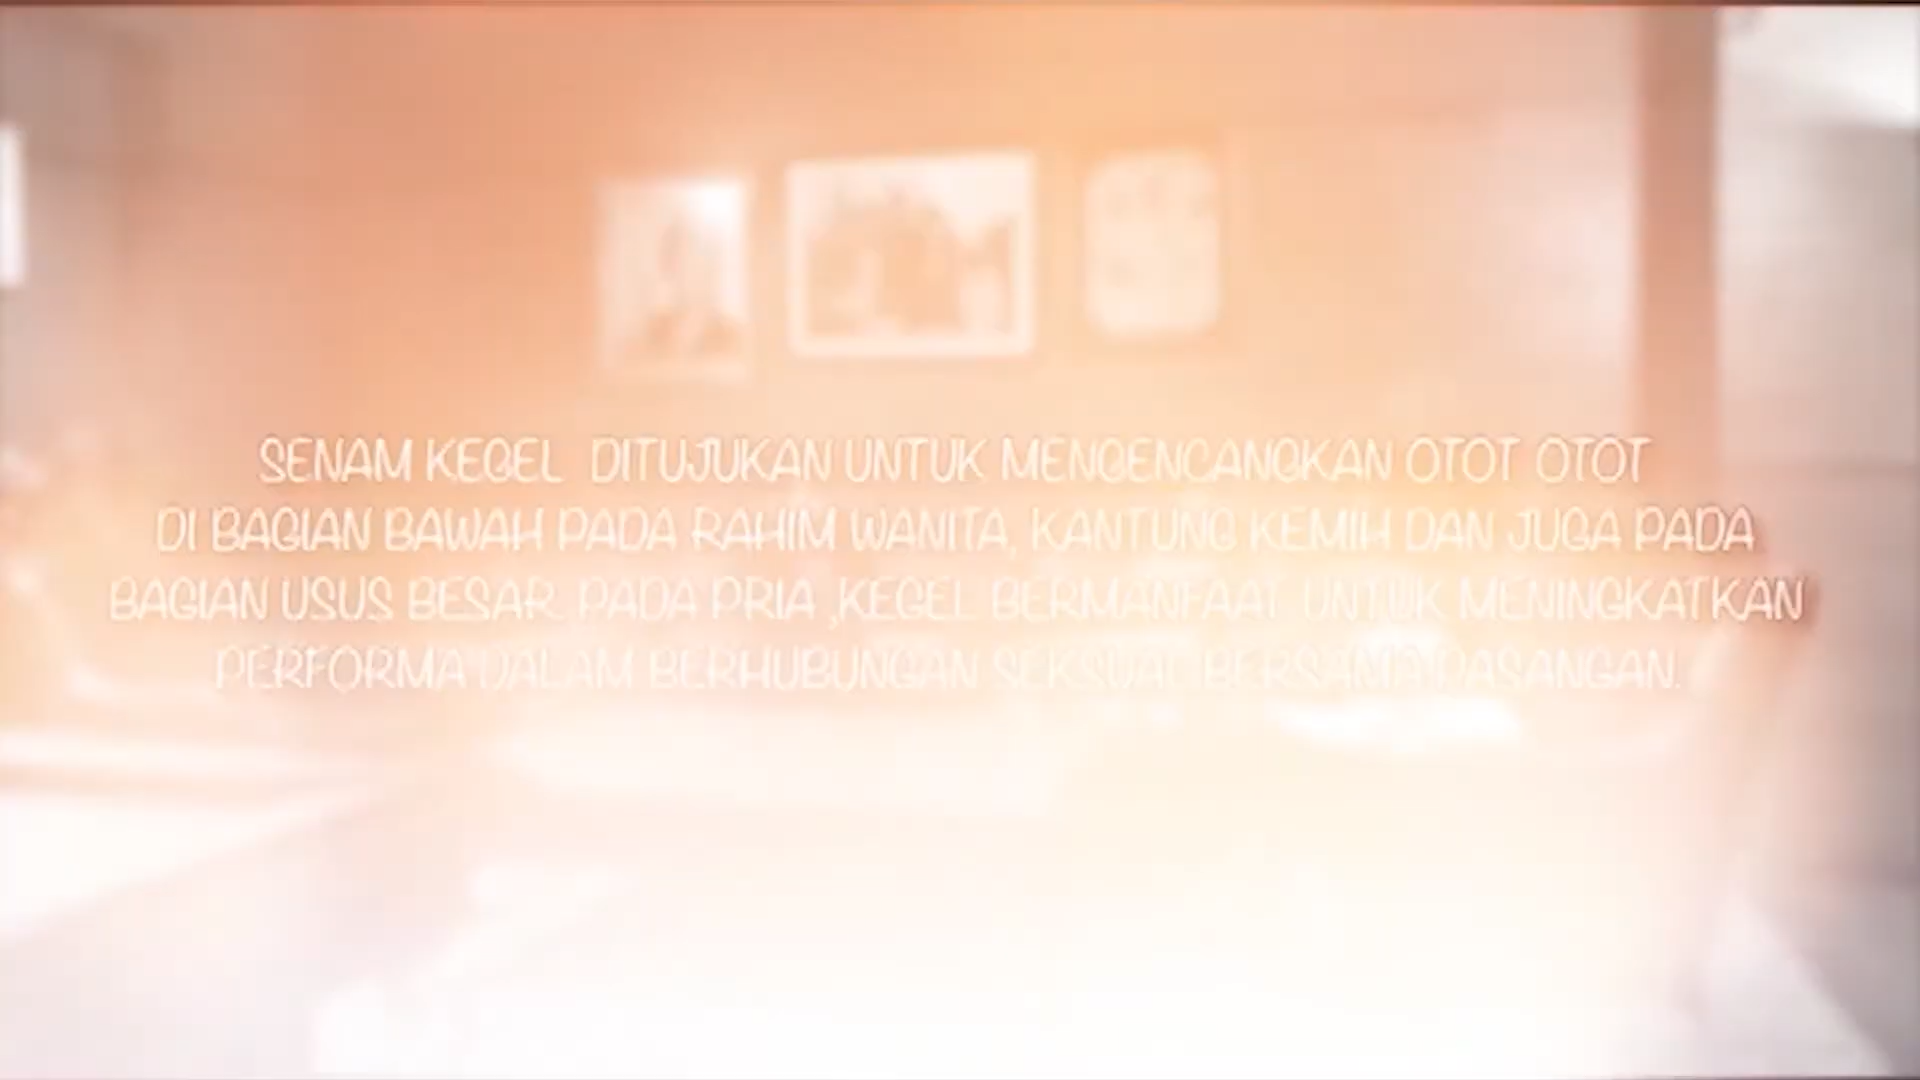 SENAM KEGEL DITUJUKAN UNTUK MENGENCANGKAN OTOT OTOT
DI BAGIAN BAWAH PADA RAHIM WANITA, KANTUNG KEMIH DAN JUGA PADA
BAGIAN USUS BESAR. PADA PRIA ,KEGEL BERMANFAAT UNTUK MENINGKATKAN
PERFORMA DALAM BERHUBUNGAN SEKSUAL BERSAMA PASANGAN.